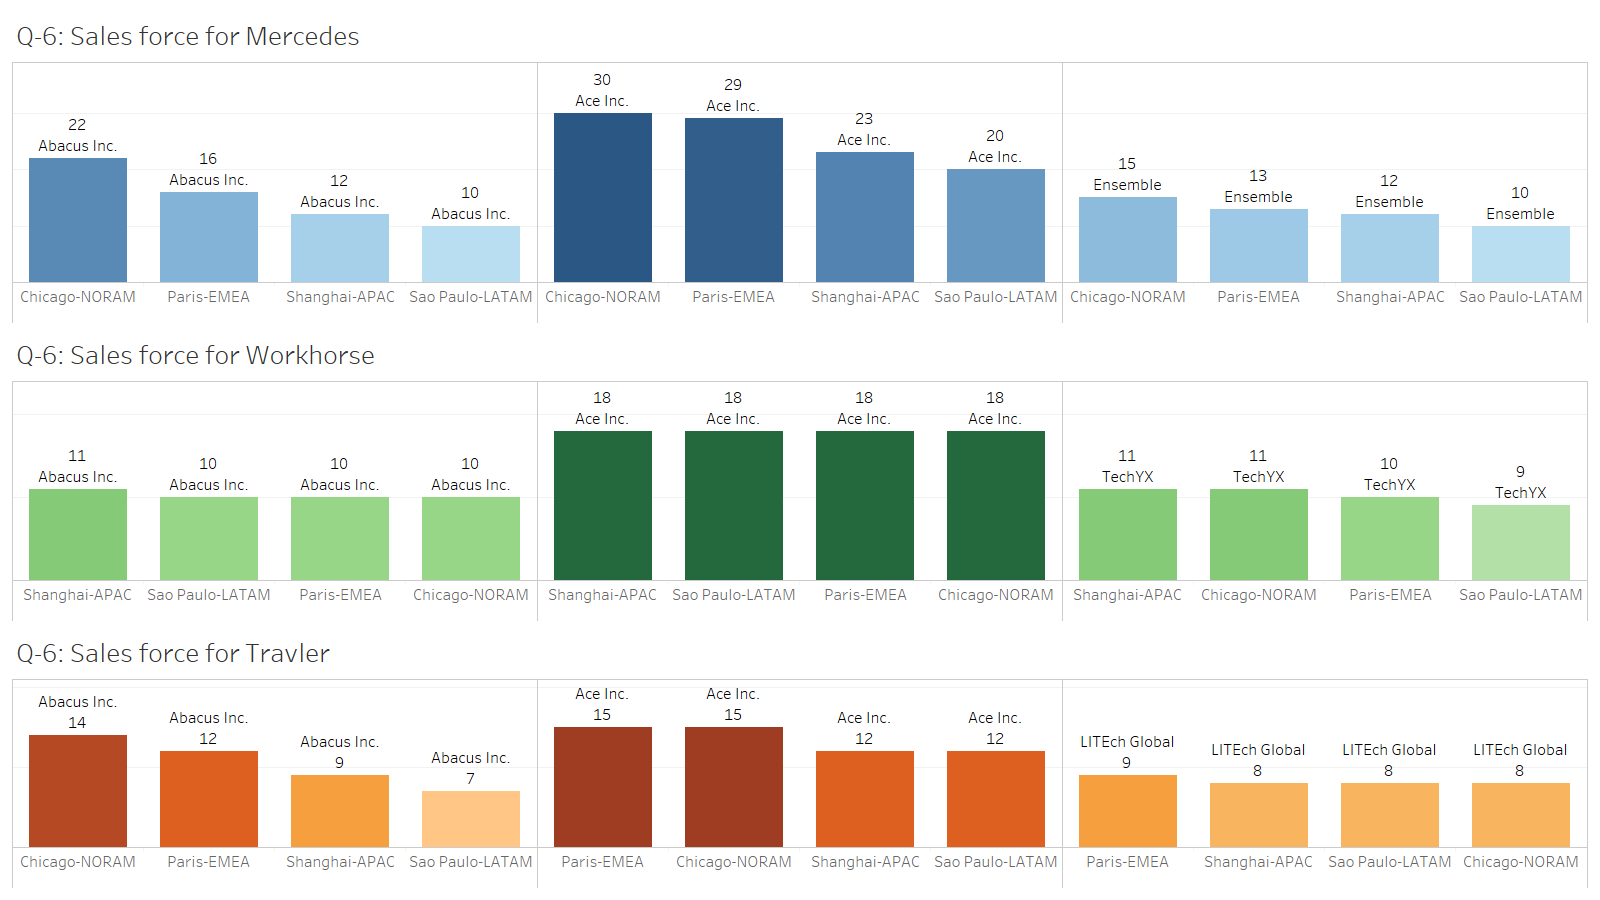 Q-6: Sales force for Mercedes
22
Abacus Inc.
16
Abacus Inc.
12
Abacus Inc.
10
Abacus Inc.
30
Ace Inc.
29
Ace Inc.
23
Ace Inc.
20
Ace Inc.
15
Ensemble
13
Ensemble
12
Ensemble
10
Ensemble
Chicago-NORAM Paris-EMEA Shanghai-APAC Sao Paulo-LATAM Chicago-NORAM Paris-EMEA Shanghai-APAC Sao Paulo-LATAM Chicago-NORAM Paris-EMEA Shanghai-APAC Sao Paulo-LATAM
Q-6: Sales force for Workhorse
11
Abacus Inc.
10
Abacus Inc.
10
Abacus Inc.
10
Abacus Inc.
18
Ace Inc.
18
Ace Inc.
18
Ace Inc.
18
Ace Inc.
11
TechYX
11
TechYX
10
TechYX
9
TechYX
Shanghai-APAC Sao Paulo-LATAM Paris-EMEA Chicago-NORAM Shanghai-APAC Sao Paulo-LATAM Paris-EMEA Chicago-NORAM Shanghai-APAC Chicago-NORAM Paris-EMEA Sao Paulo-LATAM
Q-6: Sales force for Travler
Abacus Inc.
14
Abacus Inc.
12
Abacus Inc.
9
Abacus Inc.
7
Ace Inc.
15
Ace Inc.
15
Ace Inc.
12
Ace Inc.
12
LITEch Global
9
LITEch Global
8
LITEch Global
8
LITEch Global
8
Chicago-NORAM Paris-EMEA Shanghai-APAC Sao Paulo-LATAM Paris-EMEA Chicago-NORAM Shanghai-APAC Sao Paulo-LATAM Paris-EMEA Shanghai-APAC Sao Paulo-LATAM Chicago-NORAM